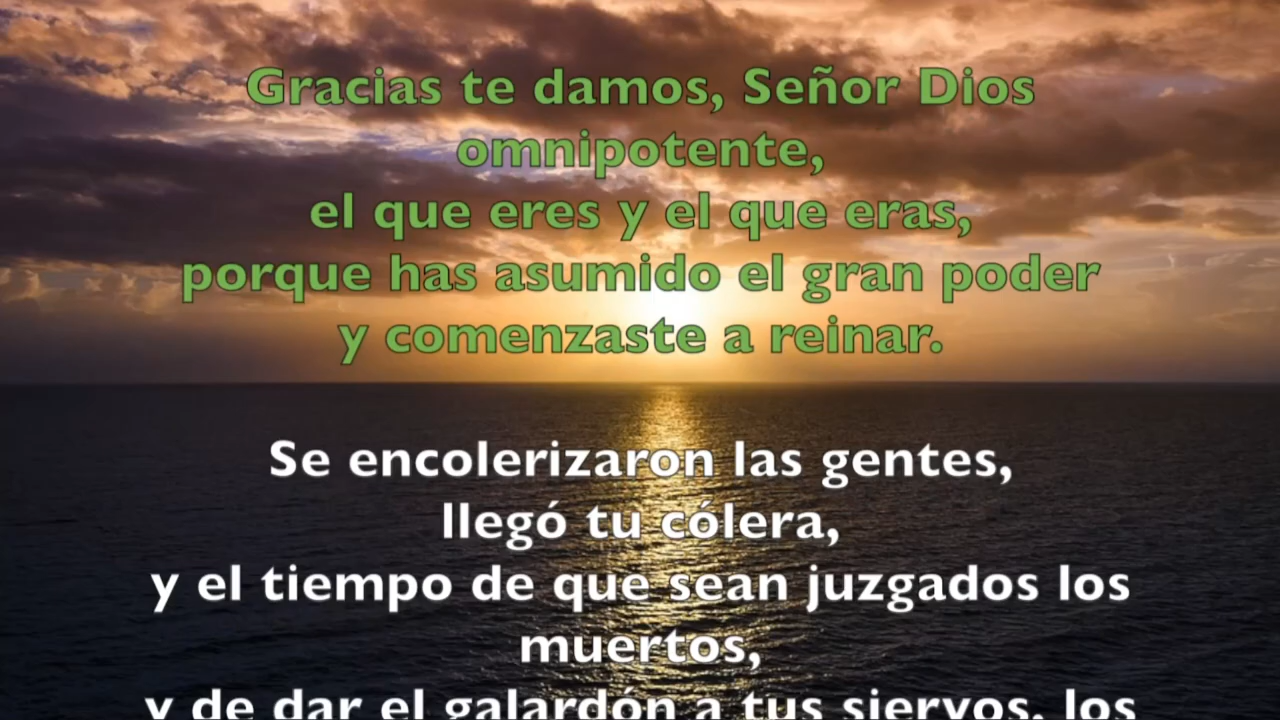 Gracias te damos, Señor Dios
omnipotente,
el que eres y el que eras,
porque has asumido el gran poder
y comenzaste a reinar.
Se encolerizaron las gentes,
llegó tu cólera,
y el tiempo de que sean juzgados los
muertos,
y de dar el galardón a tus siervos, los